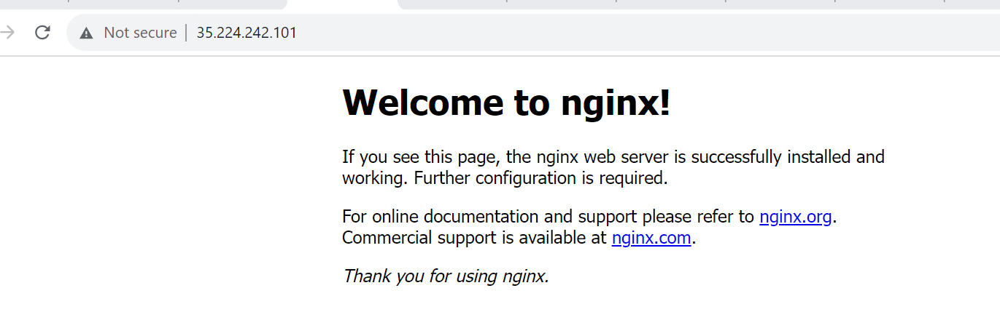 Not secure | 35.224.242.101
Welcome to nginx!
If you see this page, the nginx web server is successfully installed and
working. Further configuration is required.
For online documentation and support please refer to nginx.org.
Commercial support is available at nginx.com.
Thank you for using nginx.